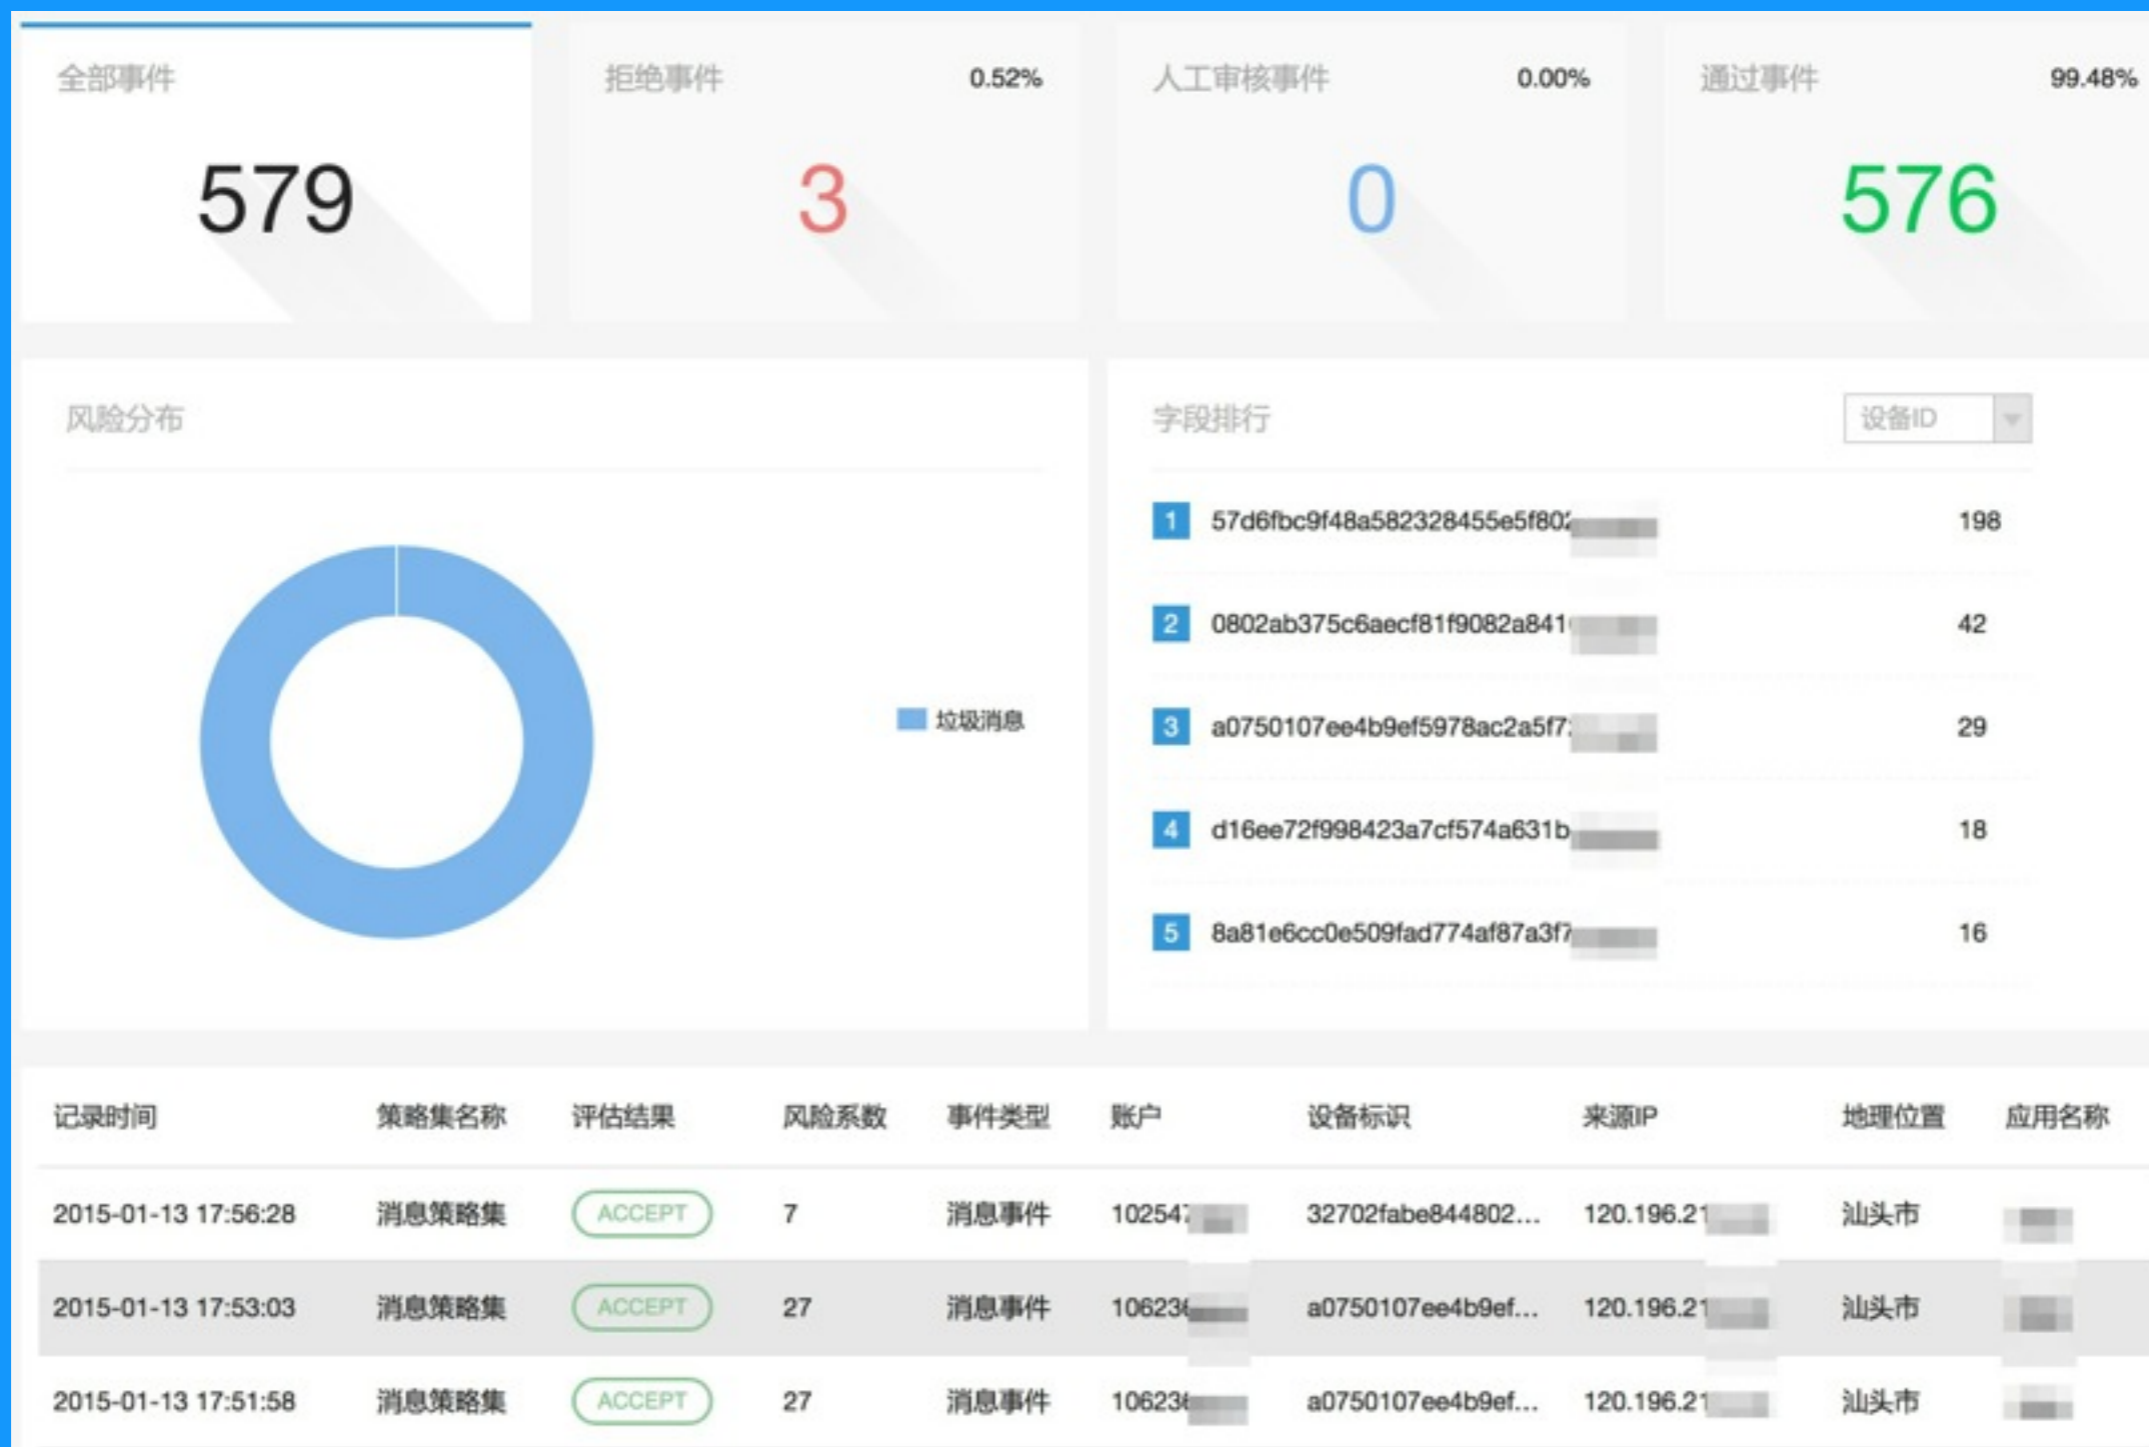 全部事件
579
拒绝事件 0.52%
3
人工审核事件 0.00%
0
通过事件 99.48%
576
风险分布
垃圾消息
字段排行 设备ID
1 57d6fbc9f48a582328455e5f802 198
2 0802ab375c6aecf81f9082a841 42
3 a0750107ee4b9ef5978ac2a5f7 29
4 d16ee72f998423a7cf574a631b 18
5 8a81e6cc0e509fad774af87a3f7 16
记录时间 策略集名称 评估结果 风险系数 事件类型 账户 设备标识 来源IP 地理位置 应用名称
2015-01-13 17:56:28 消息策略集 ACCEPT 7 消息事件 102547 32702fabe844802... 120.196.21 汕头市
2015-01-13 17:53:03 消息策略集 ACCEPT 27 消息事件 106236 a0750107ee4b9ef... 120.196.21 汕头市
2015-01-13 17:51:58 消息策略集 ACCEPT 27 消息事件 106236 a0750107ee4b9ef... 120.196.21 汕头市